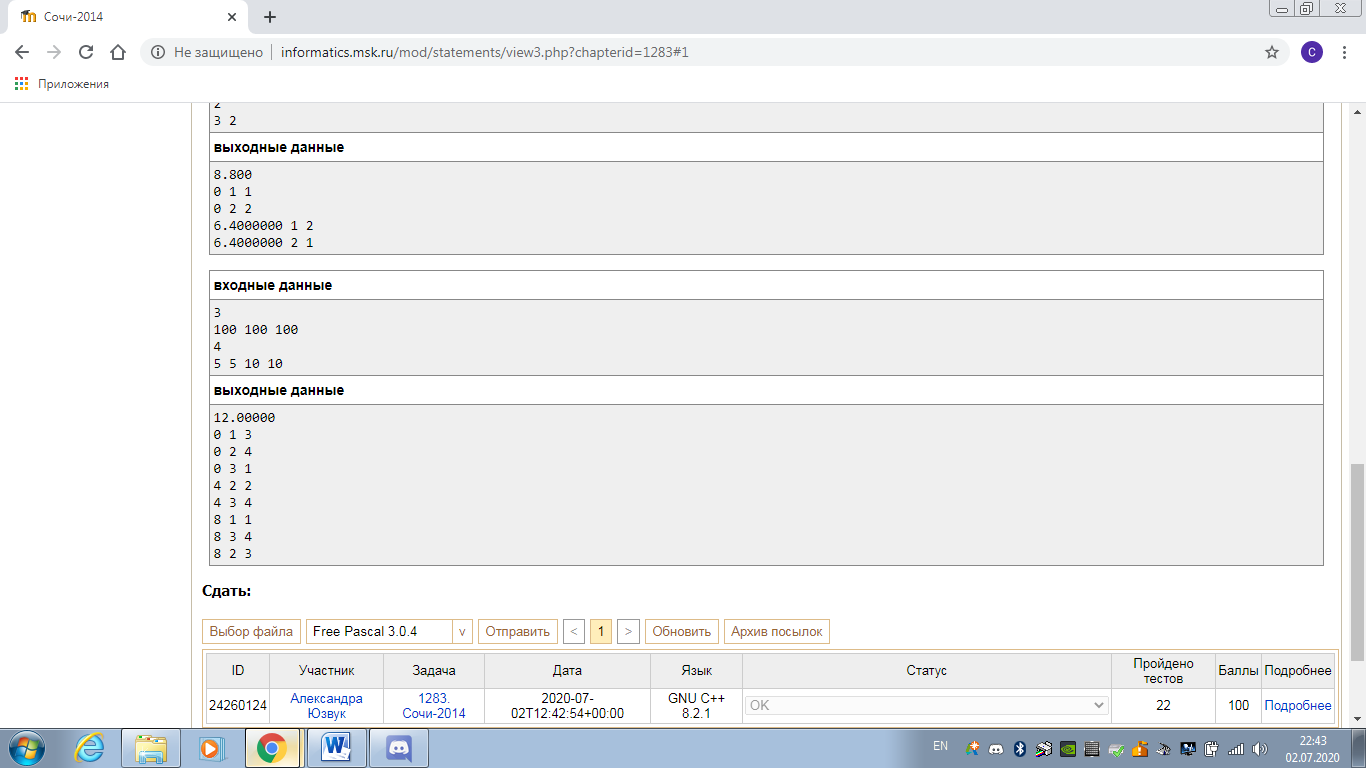 Сочи-2014
Не защищено informatics.msk.ru/mod/statements/view3.php?chapterid=1283#1
С
Приложения
2
3 2
выходные данные
8.800
0 1 1
0 2 2
6.4000000 1 2
6.4000000 2 1
входные данные
3
100 100 100
4
5 5 10 10
выходные данные
12.00000
0 1 3
0 2 4
0 3 1
4 2 2
4 3 4
8 1 1
8 3 4
8 2 3
Сдать:
Выбор файла Free Pascal 3.0.4 v Отправить < 1 > Обновить Архив посылок
ID Участник Задача Дата Язык Статус Пройдено тестов Баллы Подробнее
24260124 Александра Юзвук 1283. Сочи-2014 2020-07-02T12:42:54+00:00 GNU C++ 8.2.1 OK 22 100 Подробнее
EN 22:43
02.07.2020